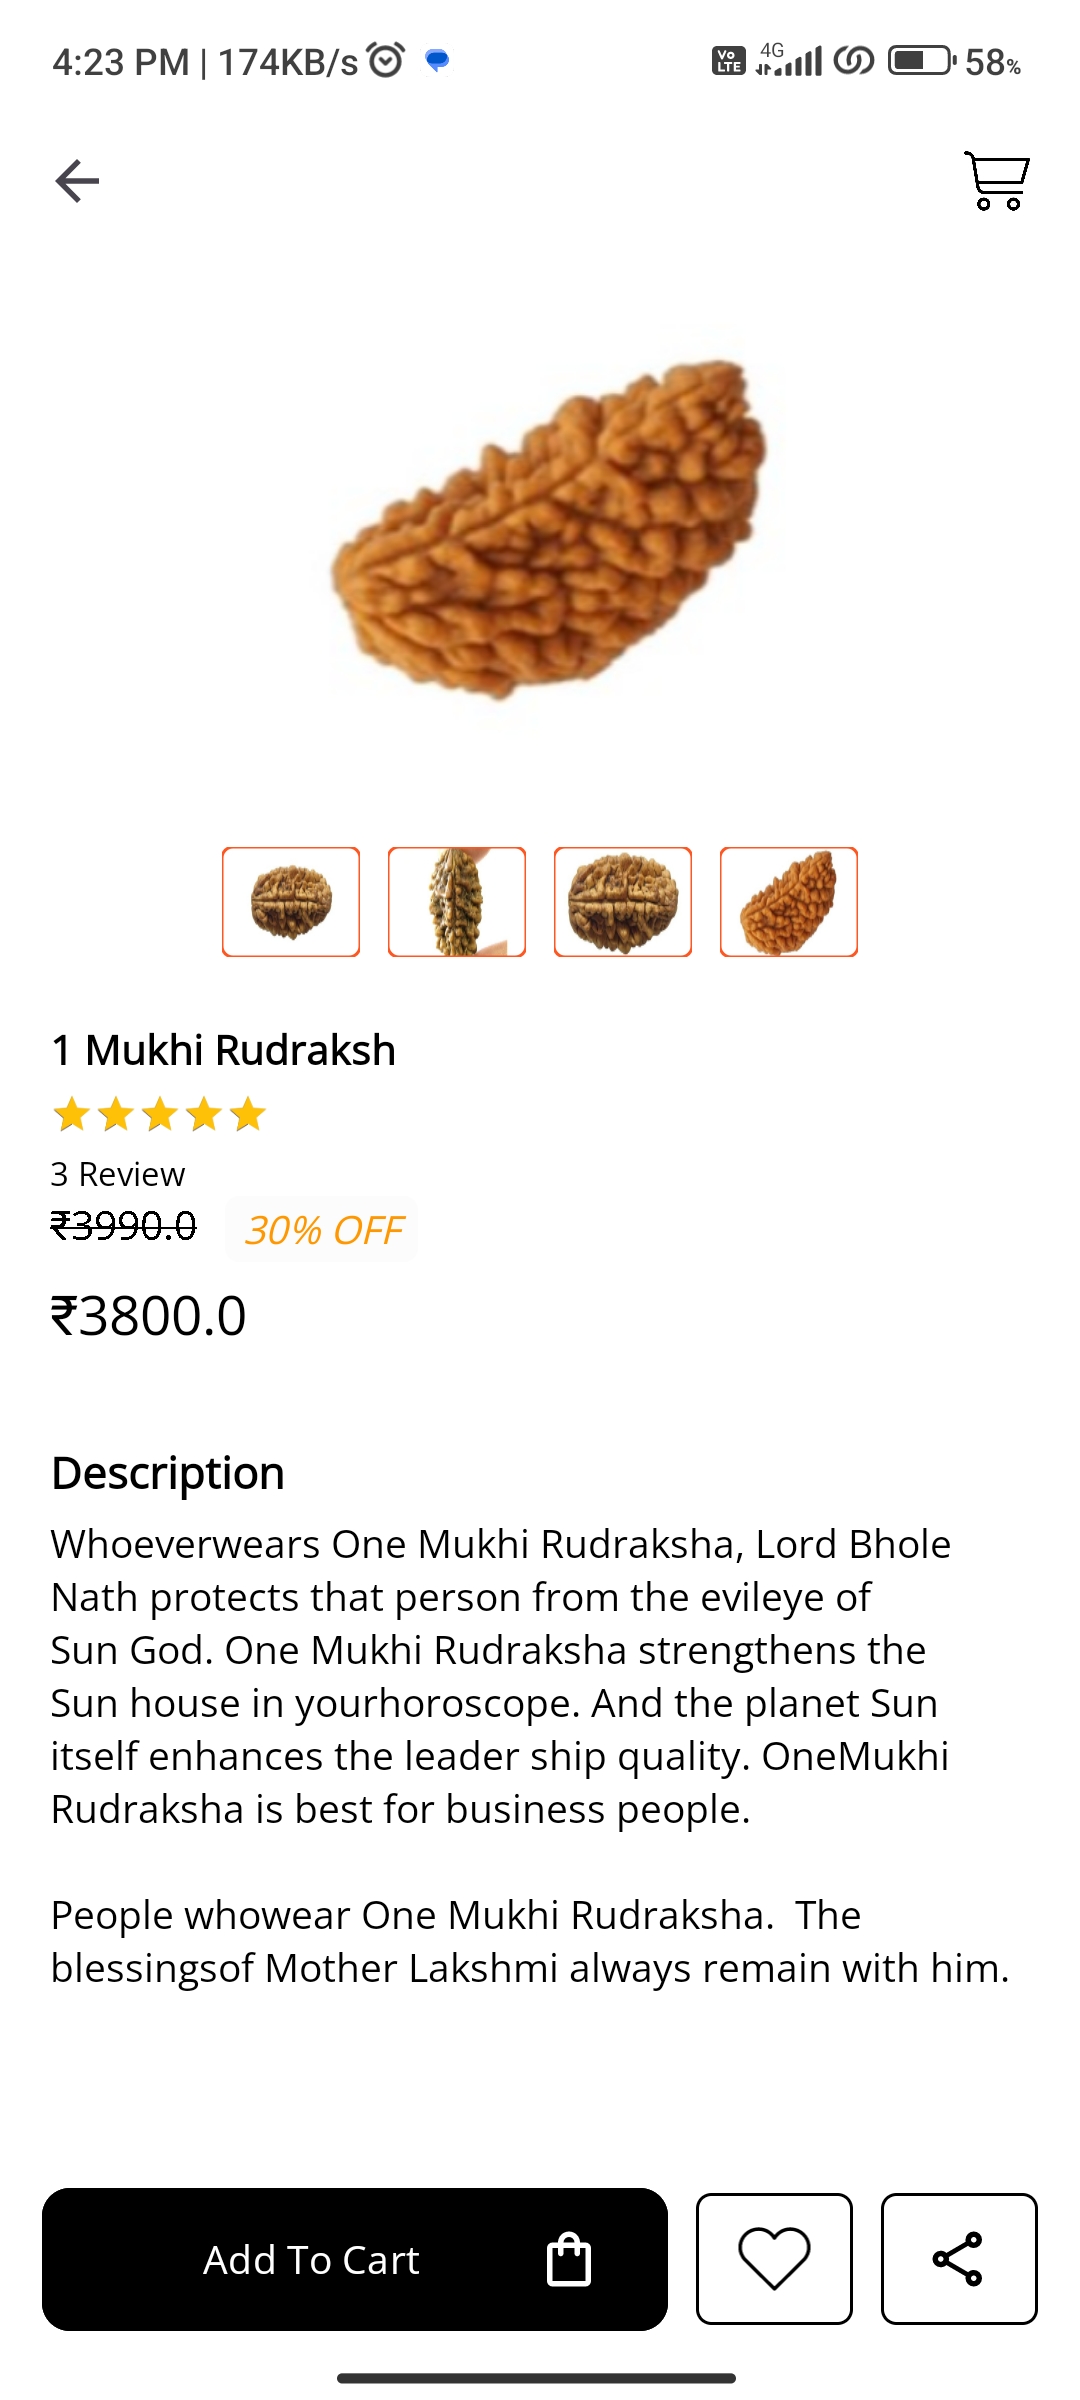 4:23 PM | 174KB/s
Vo LTE 4G 58%
1 Mukhi Rudraksh
3 Review
₹3990.0 30% OFF
₹3800.0
Description
Whoeverwears One Mukhi Rudraksha, Lord Bhole
Nath protects that person from the evileye of
Sun God. One Mukhi Rudraksha strengthens the
Sun house in yourhoroscope. And the planet Sun
itself enhances the leader ship quality. OneMukhi
Rudraksha is best for business people.
People whowear One Mukhi Rudraksha.  The
blessingsof Mother Lakshmi always remain with him.
Add To Cart